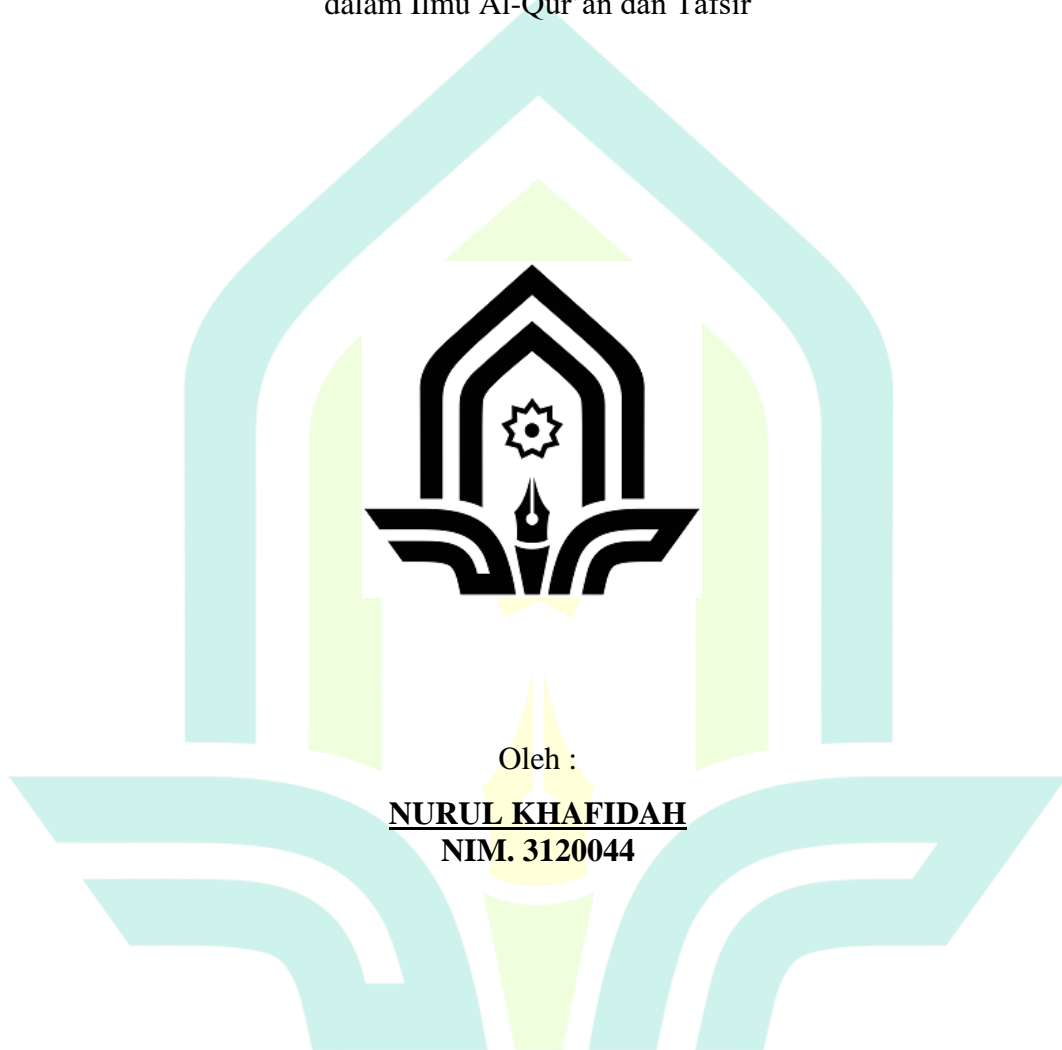 dalam Ilmu Al-Qur’an dan Tafsir
Oleh :
NURUL KHAFIDAH
NIM. 3120044